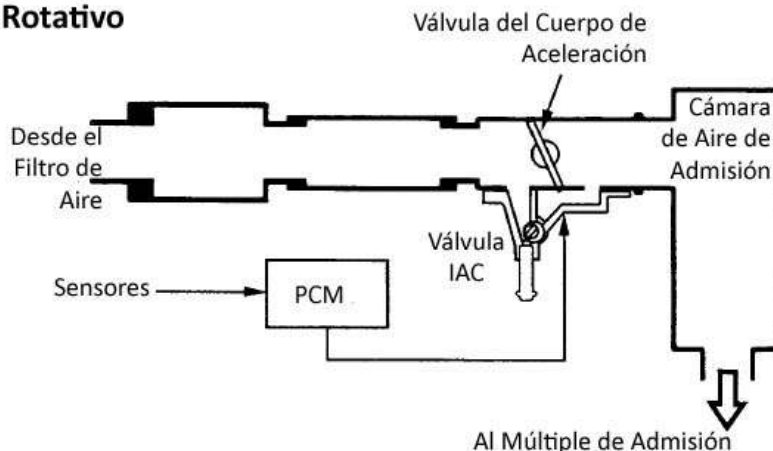 Rotativo
Válvula del Cuerpo de
Aceleración
Cámara
de Aire de
Admisión
Desde el
Filtro de
Aire
Válvula
IAC
Sensores
PCM
Al Múltiple de Admisión